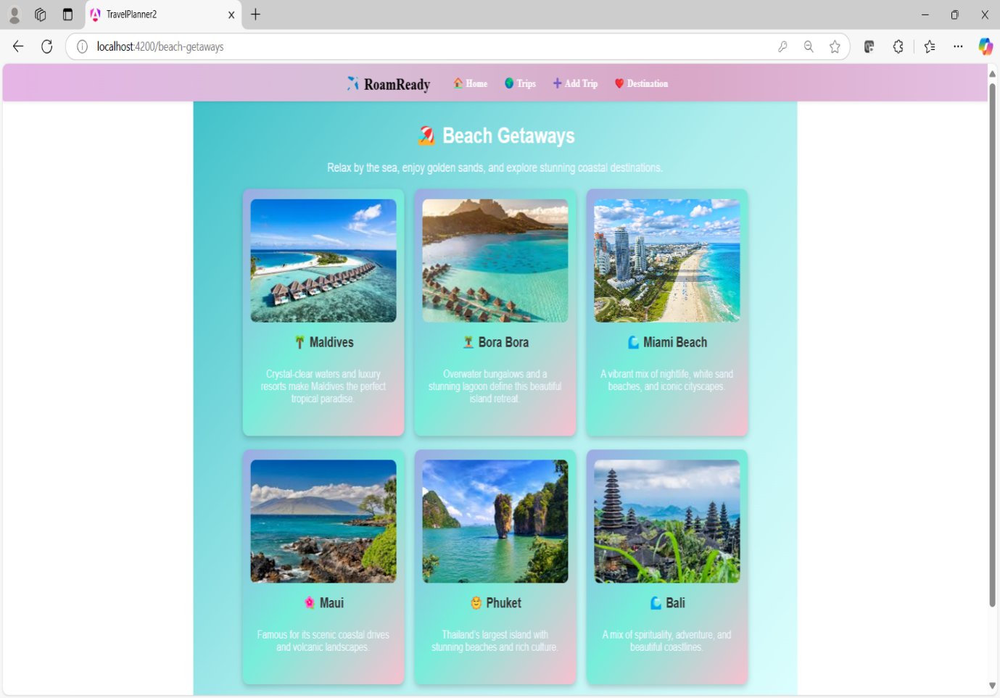 TravelPlanner2
localhost:4200/beach-getaways
RoamReady Home Trips Add Trip Destination
Beach Getaways
Relax by the sea, enjoy golden sands, and explore stunning coastal destinations.
Maldives
Crystal-clear waters and luxury
resorts make Maldives the perfect
tropical paradise.
Bora Bora
Overwater bungalows and a
stunning lagoon define this beautiful
island retreat.
Miami Beach
A vibrant mix of nightlife, white sand
beaches, and iconic cityscapes.
Maui
Famous for its scenic coastal drives
and volcanic landscapes.
Phuket
Thailand's largest island with
stunning beaches and rich culture.
Bali
A mix of spirituality, adventure, and
beautiful coastlines.